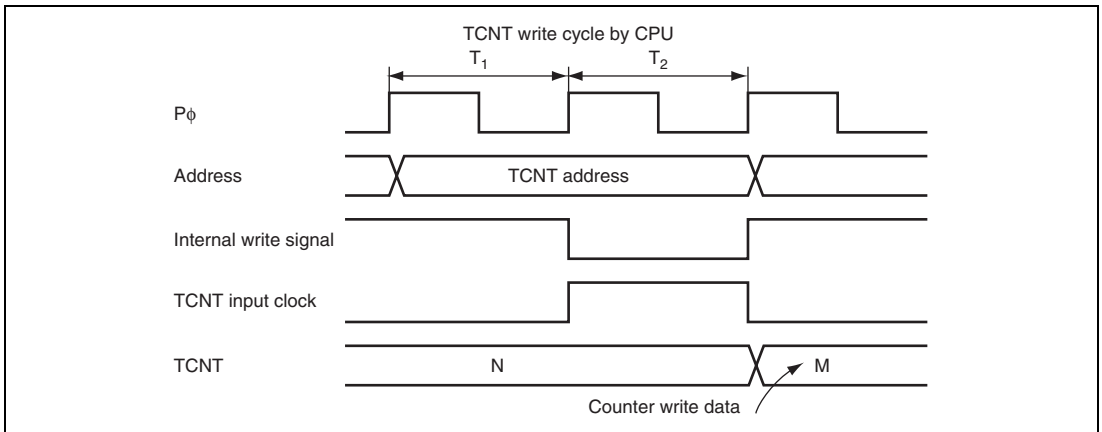 TCNT write cycle by CPU
T1 T2
Pϕ
Address TCNT address
Internal write signal
TCNT input clock
TCNT N M
Counter write data